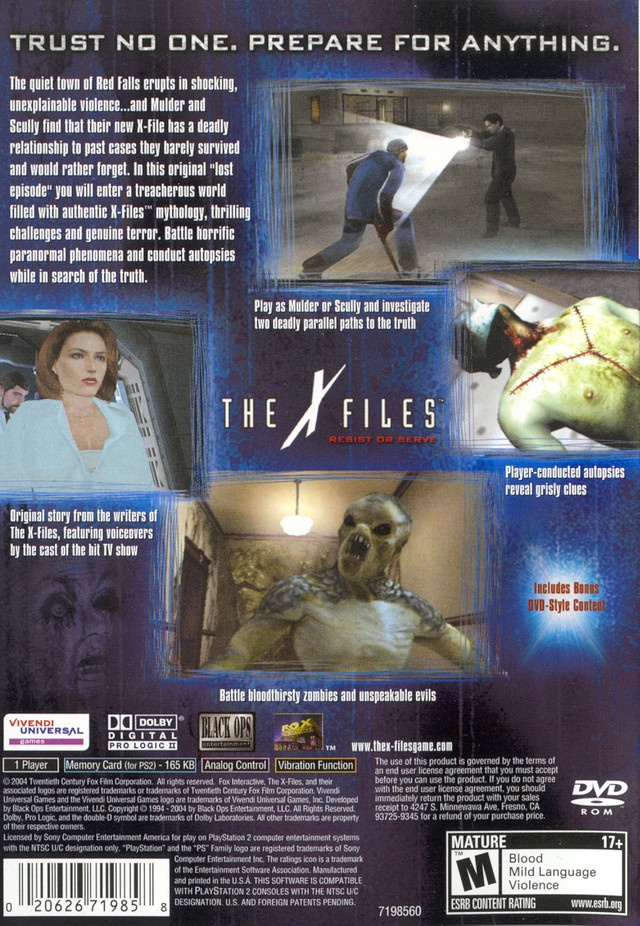 TRUST NO ONE. PREPARE FOR ANYTHING.
The quiet town of Red Falls erupts in shocking,
unexplainable violence...and Mulder and
Scully find that their new X-File has a deadly
relationship to past cases they barely survived
and would rather forget. In this original "lost
episode" you will enter a treacherous world
filled with authentic X-Files™ mythology, thrilling
challenges and genuine terror. Battle horrific
paranormal phenomena and conduct autopsies
while in search of the truth.
Play as Mulder or Scully and investigate
two deadly parallel paths to the truth
THE X FILES™
RESIST OR SERVE
Player-conducted autopsies
reveal grisly clues
Original story from the writers of
The X-Files, featuring voiceovers
by the cast of the hit TV show
Includes Bonus
DVD-Style Content
Battle bloodthirsty zombies and unspeakable evils
VIVENDI
UNIVERSAL
games
DOLBY®
DIGITAL
PRO LOGIC II
BLACK OPS
entertainment
FOX
INTERACTIVE
TM
www.thex-filesgame.com
1 Player
Memory Card (for PS2) - 165 KB
Analog Control
Vibration Function
© 2004 Twentieth Century Fox Film Corporation. All rights reserved. Fox Interactive, The X-Files, and their
associated logos are registered trademarks or trademarks of Twentieth Century Fox Film Corporation. Vivendi
Universal Games and the Vivendi Universal Games logo are trademarks of Vivendi Universal Games, Inc. Developed
by Black Ops Entertainment, LLC. Copyright © 1994 - 2004 by Black Ops Entertainment, LLC. All Rights Reserved.
Dolby, Pro Logic, and the double-D symbol are trademarks of Dolby Laboratories. All other trademarks are property
of their respective owners.
Licensed by Sony Computer Entertainment America for play on PlayStation 2 computer entertainment systems
with the NTSC U/C designation only. "PlayStation" and the "PS" Family logo are registered trademarks of Sony
Computer Entertainment Inc. The ratings icon is a trademark
of the Entertainment Software Association. Manufactured
and printed in the U.S.A. THIS SOFTWARE IS COMPATIBLE
WITH PLAYSTATION 2 CONSOLES WITH THE NTSC U/C
DESIGNATION. U.S. AND FOREIGN PATENTS PENDING.
The use of this product is governed by the terms of
an end user license agreement that you must accept
before you can use the product. If you do not agree
with the end user license agreement, you should
immediately return the product with your sales
receipt to 4247 S. Minnewawa Ave, Fresno, CA
93725-9345 for a refund of your purchase price.
DVD
ROM
0 20626 71985 8
7198560
MATURE 17+
TM
M
Blood
Mild Language
Violence
ESRB CONTENT RATING www.esrb.org